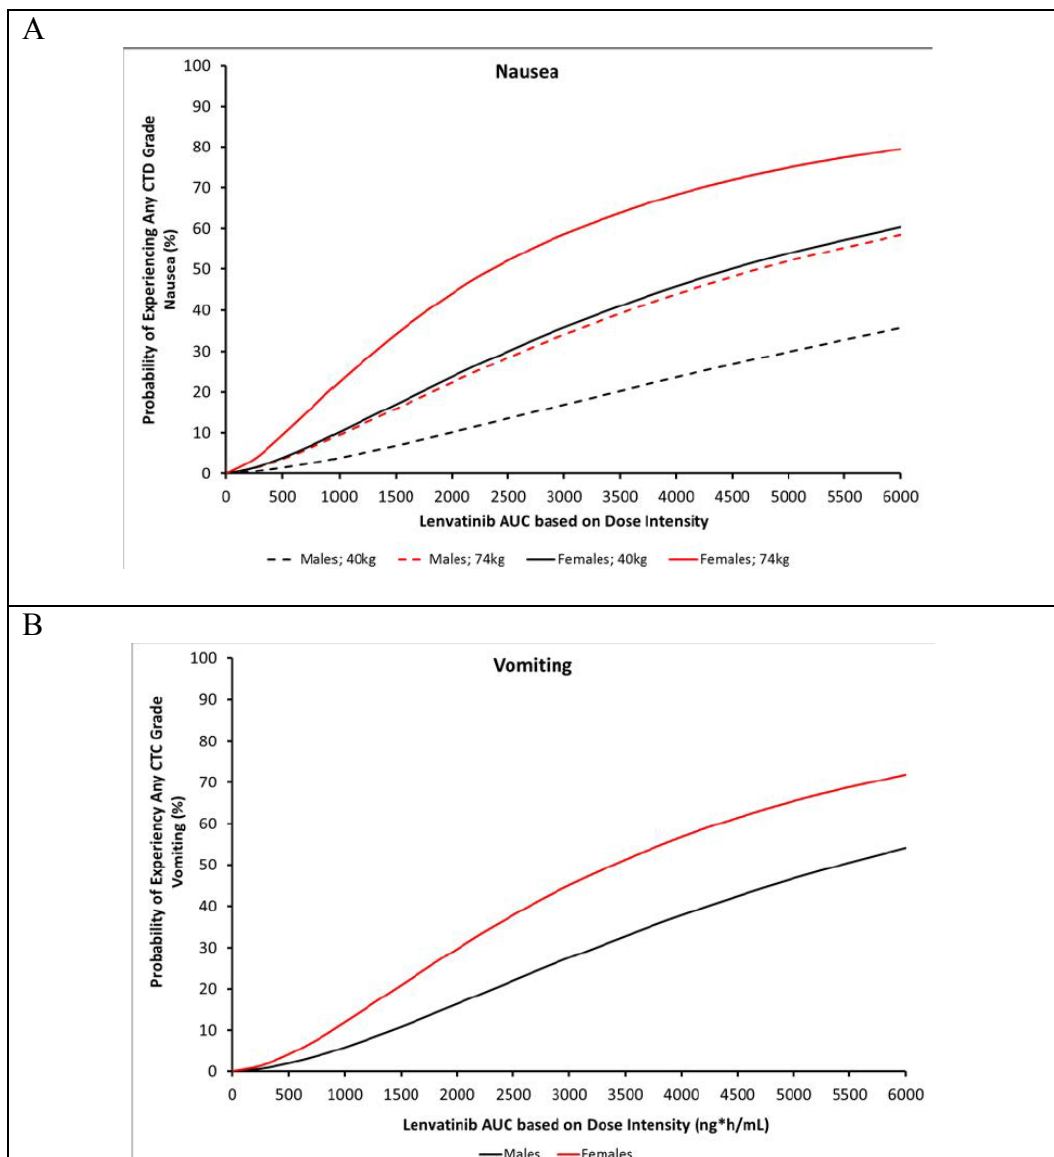 A
Nausea
Probability of Experiencing Any CTD Grade
Nausea (%)
100
90
80
70
60
50
40
30
20
10
0
0 500 1000 1500 2000 2500 3000 3500 4000 4500 5000 5500 6000
Lenvatinib AUC based on Dose Intensity
Males; 40kg Males; 74kg Females; 40kg Females; 74kg
B
Vomiting
Probability of Experiency Any CTC Grade
Vomiting (%)
100
90
80
70
60
50
40
30
20
10
0
0 500 1000 1500 2000 2500 3000 3500 4000 4500 5000 5500 6000
Lenvatinib AUC based on Dose Intensity (ng*h/mL)
Males Females